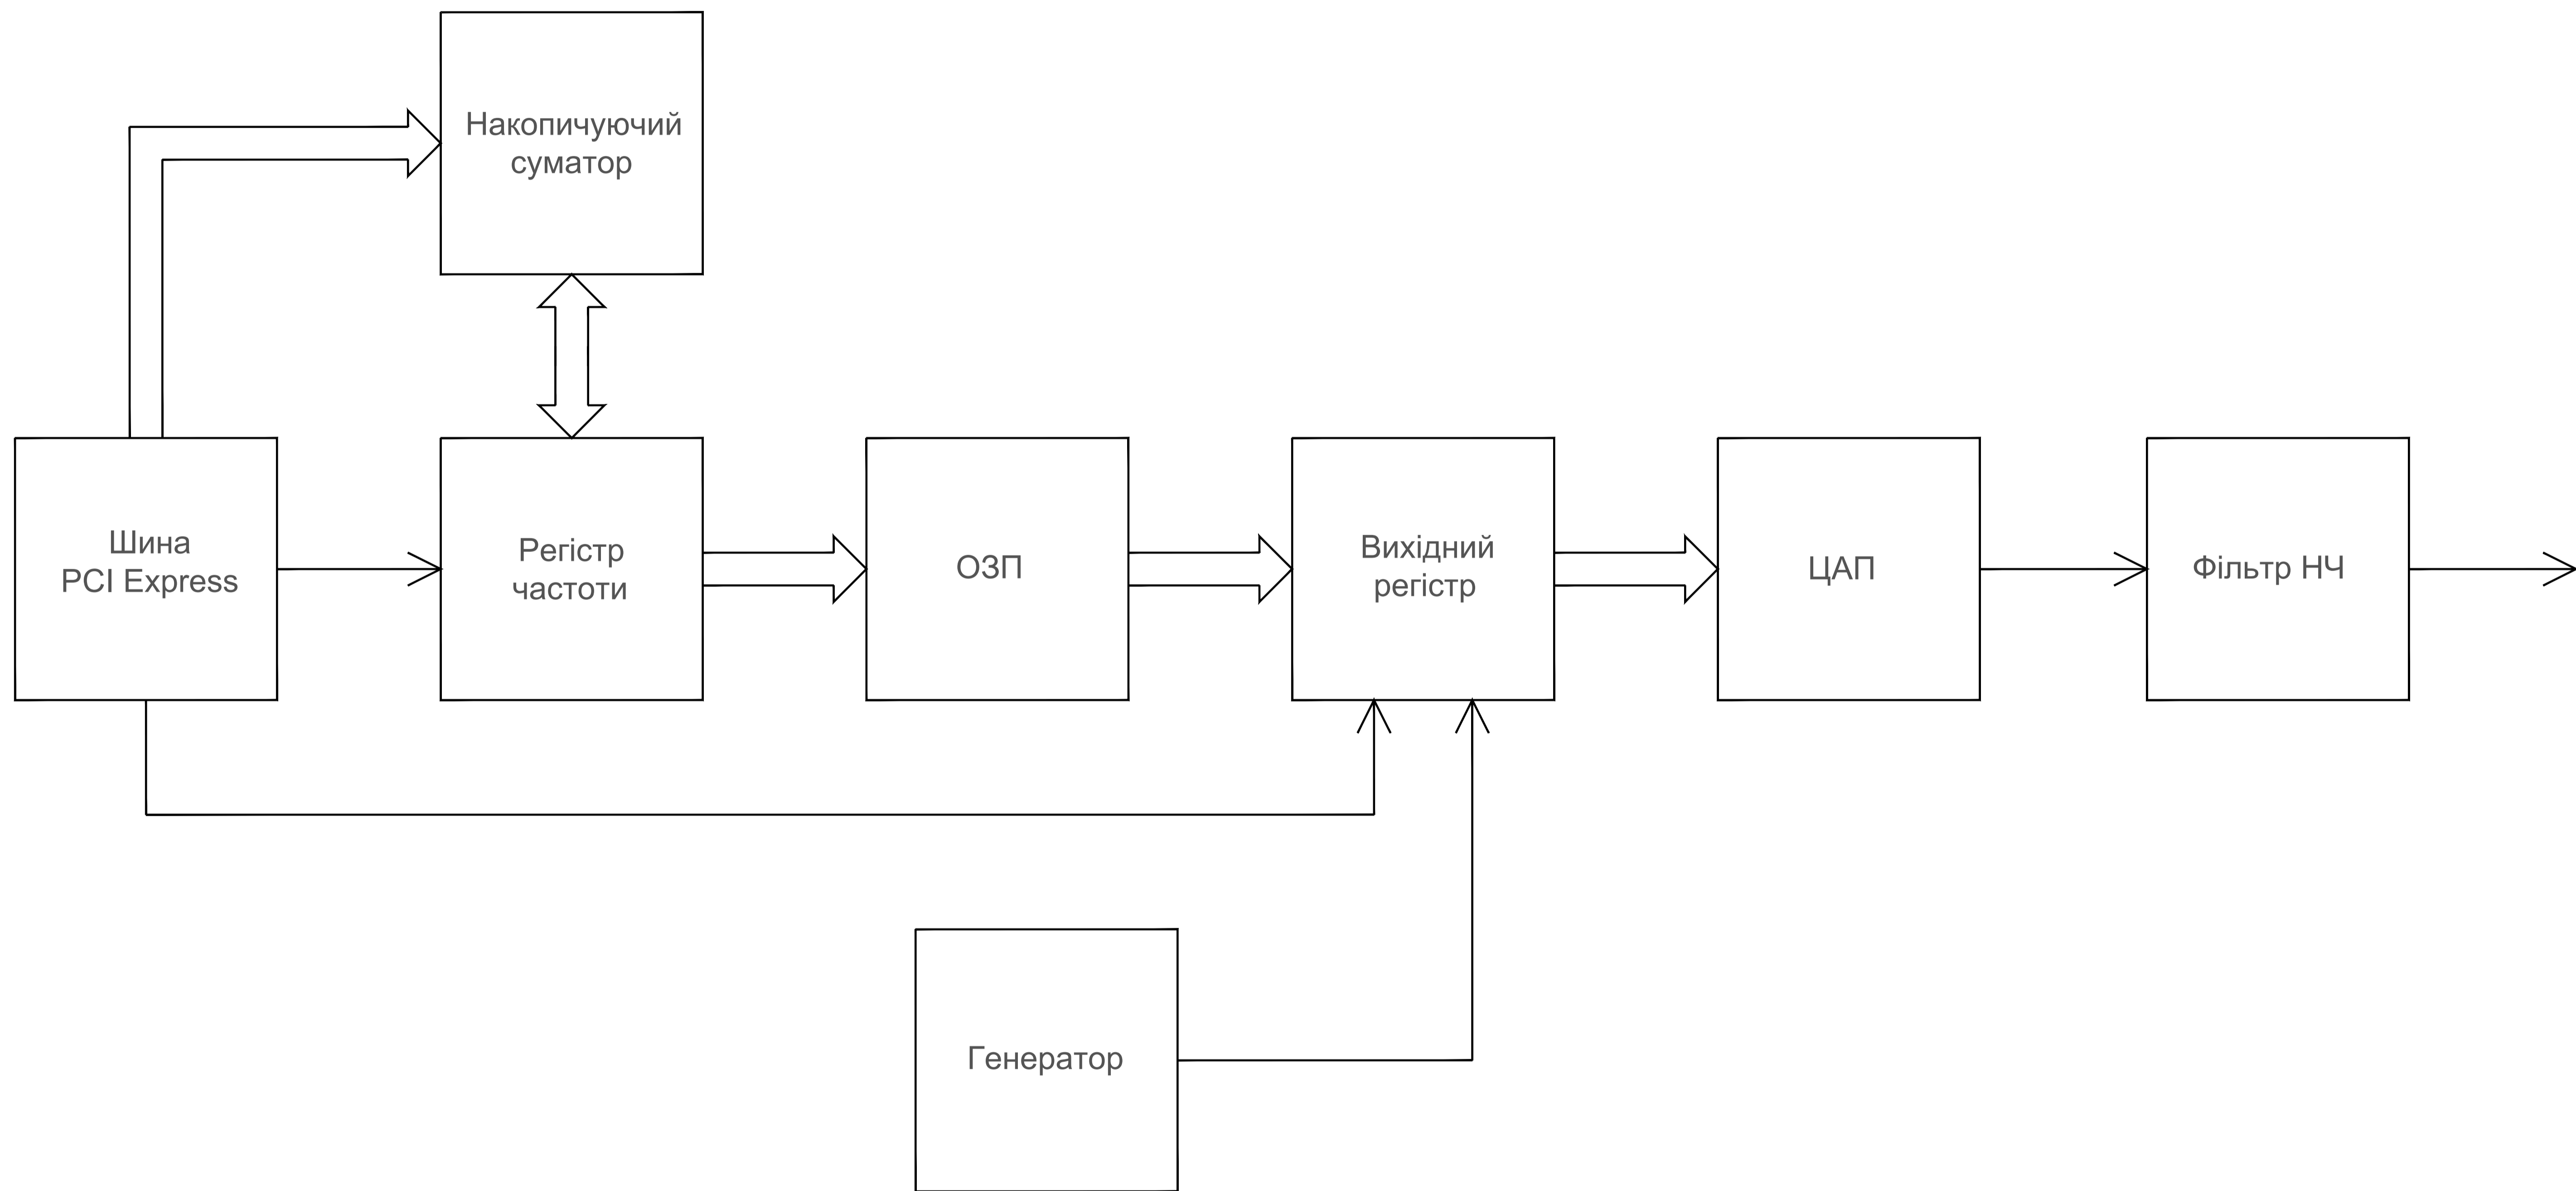 Накопичуючий
суматор
Шина
PCI Express
Регістр
частоти
ОЗП
Вихідний
регістр
ЦАП
Фільтр НЧ
Генератор